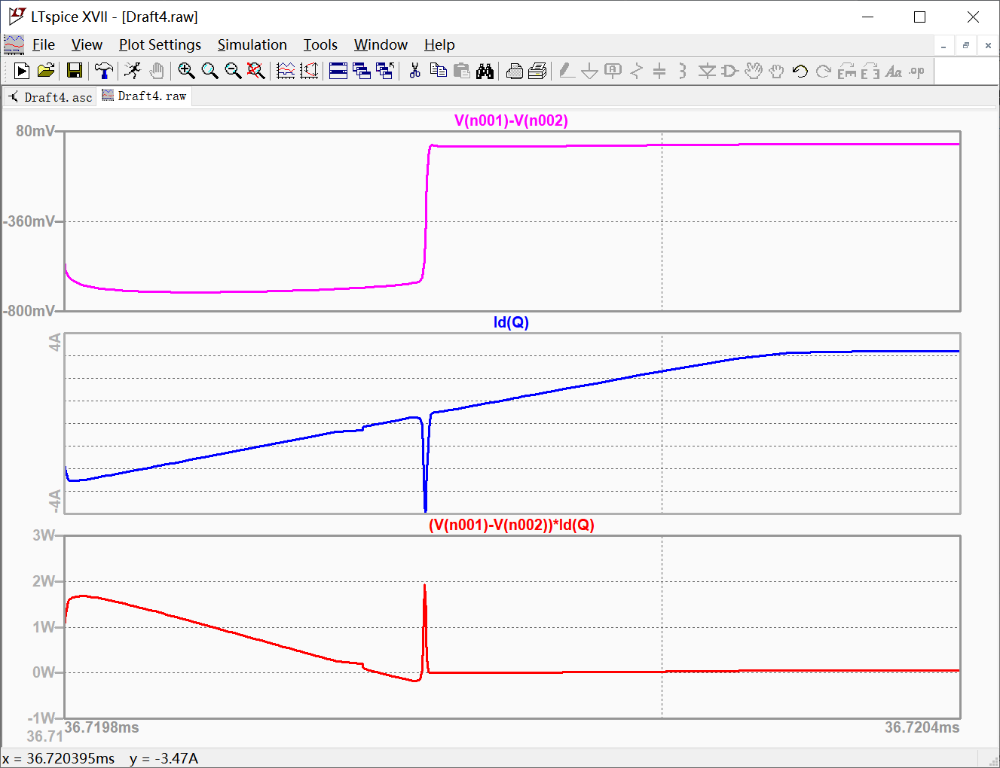 LTspice XVII - [Draft4.raw]
File View Plot Settings Simulation Tools Window Help
Draft4.asc Draft4.raw
V(n001)-V(n002)
80mV
-360mV
-800mV
Id(Q)
4A
-4A
(V(n001)-V(n002))*Id(Q)
3W
2W
1W
0W
-1W
36.71
36.7198ms
36.7204ms
x = 36.720395ms y = -3.47A